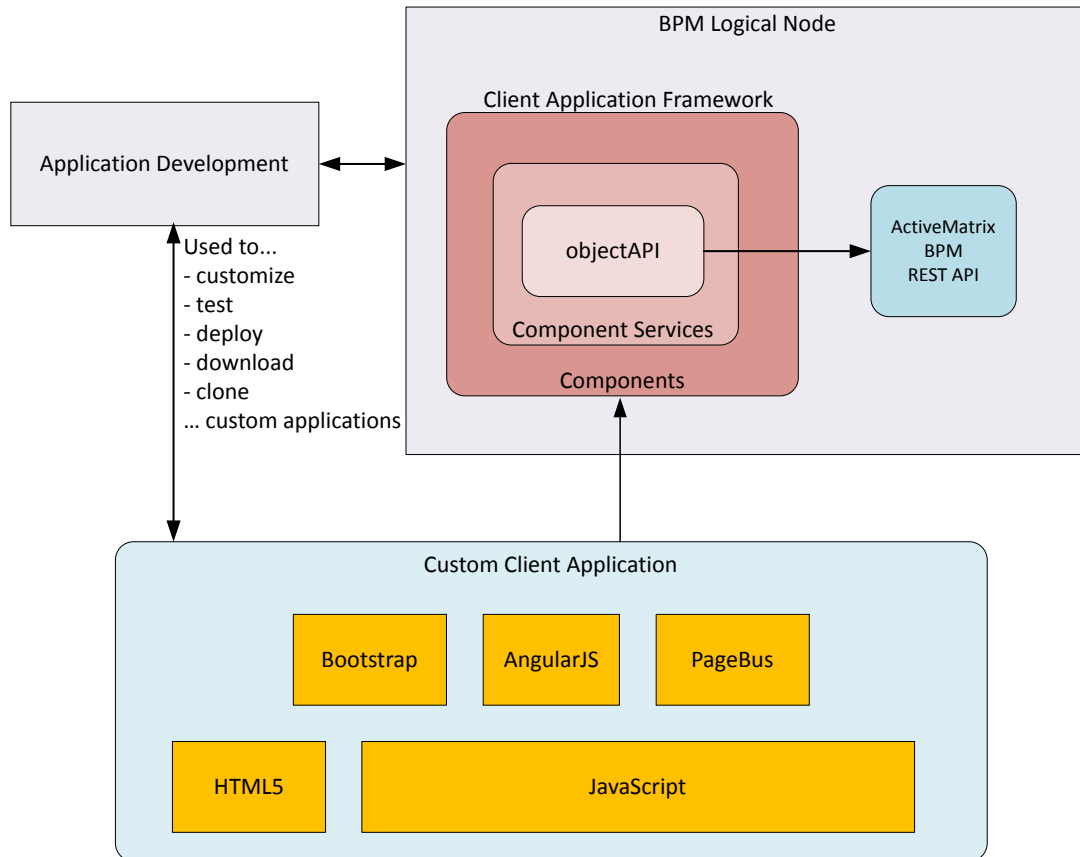 BPM Logical Node
Client Application Framework
Application Development
objectAPI
ActiveMatrix
BPM
REST API
Component Services
Components
Used to...
- customize
- test
- deploy
- download
- clone
... custom applications
Custom Client Application
Bootstrap
AngularJS
PageBus
HTML5
JavaScript